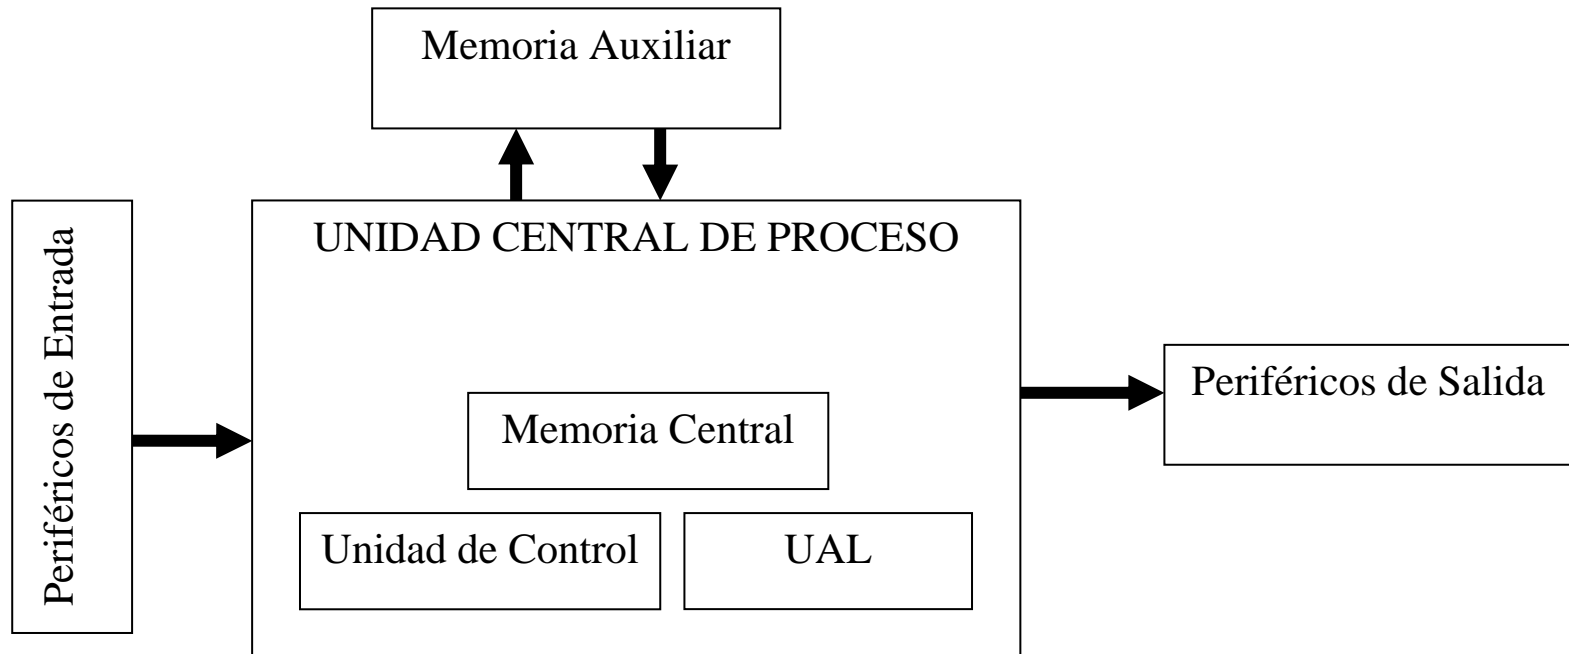 Memoria Auxiliar
UNIDAD CENTRAL DE PROCESO
Periféricos de Entrada
Periféricos de Salida
Memoria Central
Unidad de Control
UAL